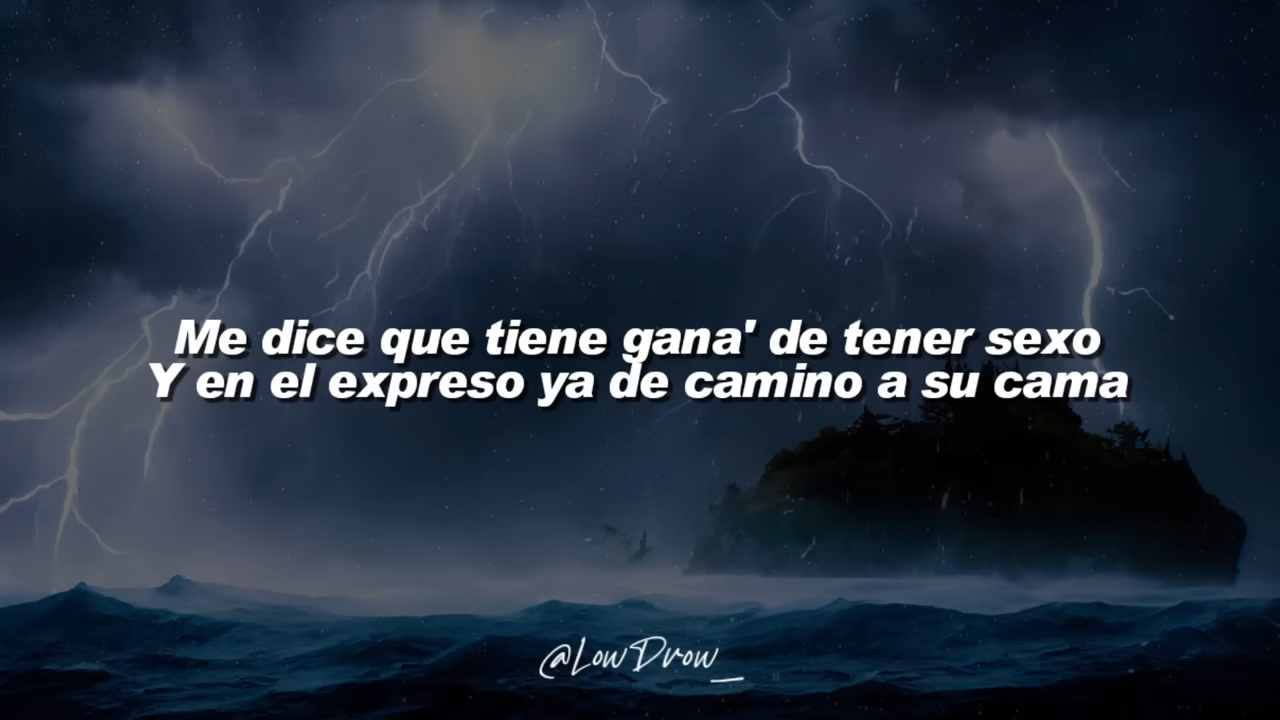 Me dice que tiene gana' de tener sexo
Y en el expreso ya de camino a su cama
@LowDrow_